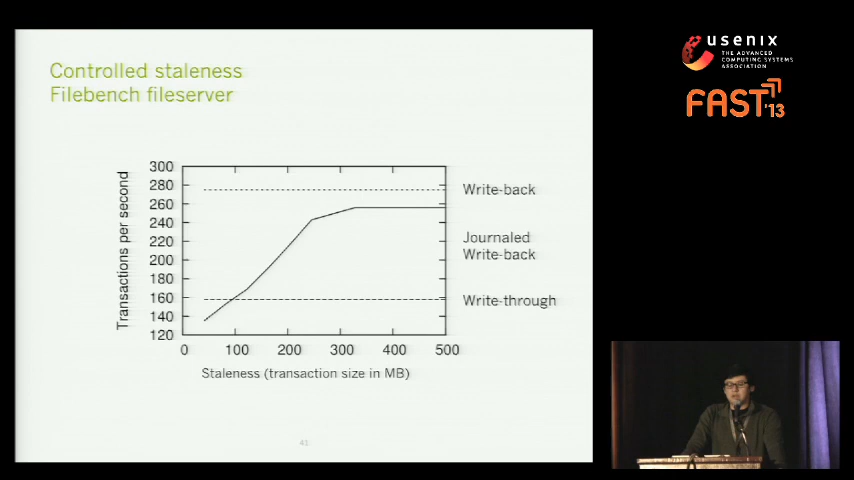 Controlled staleness
Filebench fileserver
Transactions per second
300
280
260
240
220
200
180
160
140
120
0
100
200
300
400
500
Staleness (transaction size in MB)
Write-back
Journaled
Write-back
Write-through
41
usenix
THE ADVANCED
COMPUTING SYSTEMS
ASSOCIATION
FAST '13